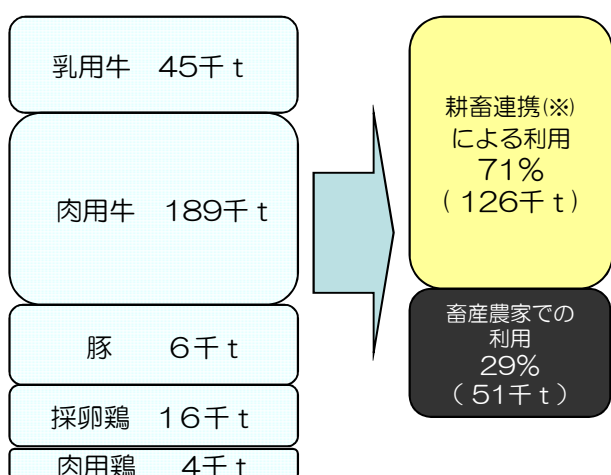 乳用牛 45千t
肉用牛 189千t
豚 6千t
採卵鶏 16千t
肉用鶏 4千t
耕畜連携(※)
による利用
71%
(126千t)
畜産農家での
利用
29%
(51千t)